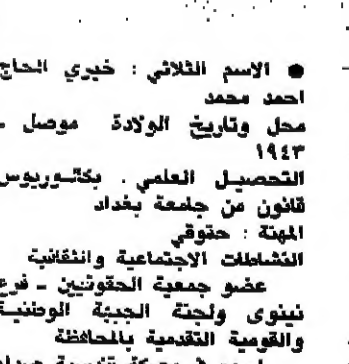 ● الاسم الثلاثي : خيري الحاج
احمد محمد
محل وتاريخ الولادة موصل -
١٩٤٣
التحصيل العلمي . بكتوريوس
قانون من جامعة بغداد
المهنة : حقوقي
النشاطات الاجتماعية والثقافية
عضو جمعية الحقوقيين - فرع
نينوى ولجنة الجبهة الوطنية
والقومية التقدمية بالمحافظة